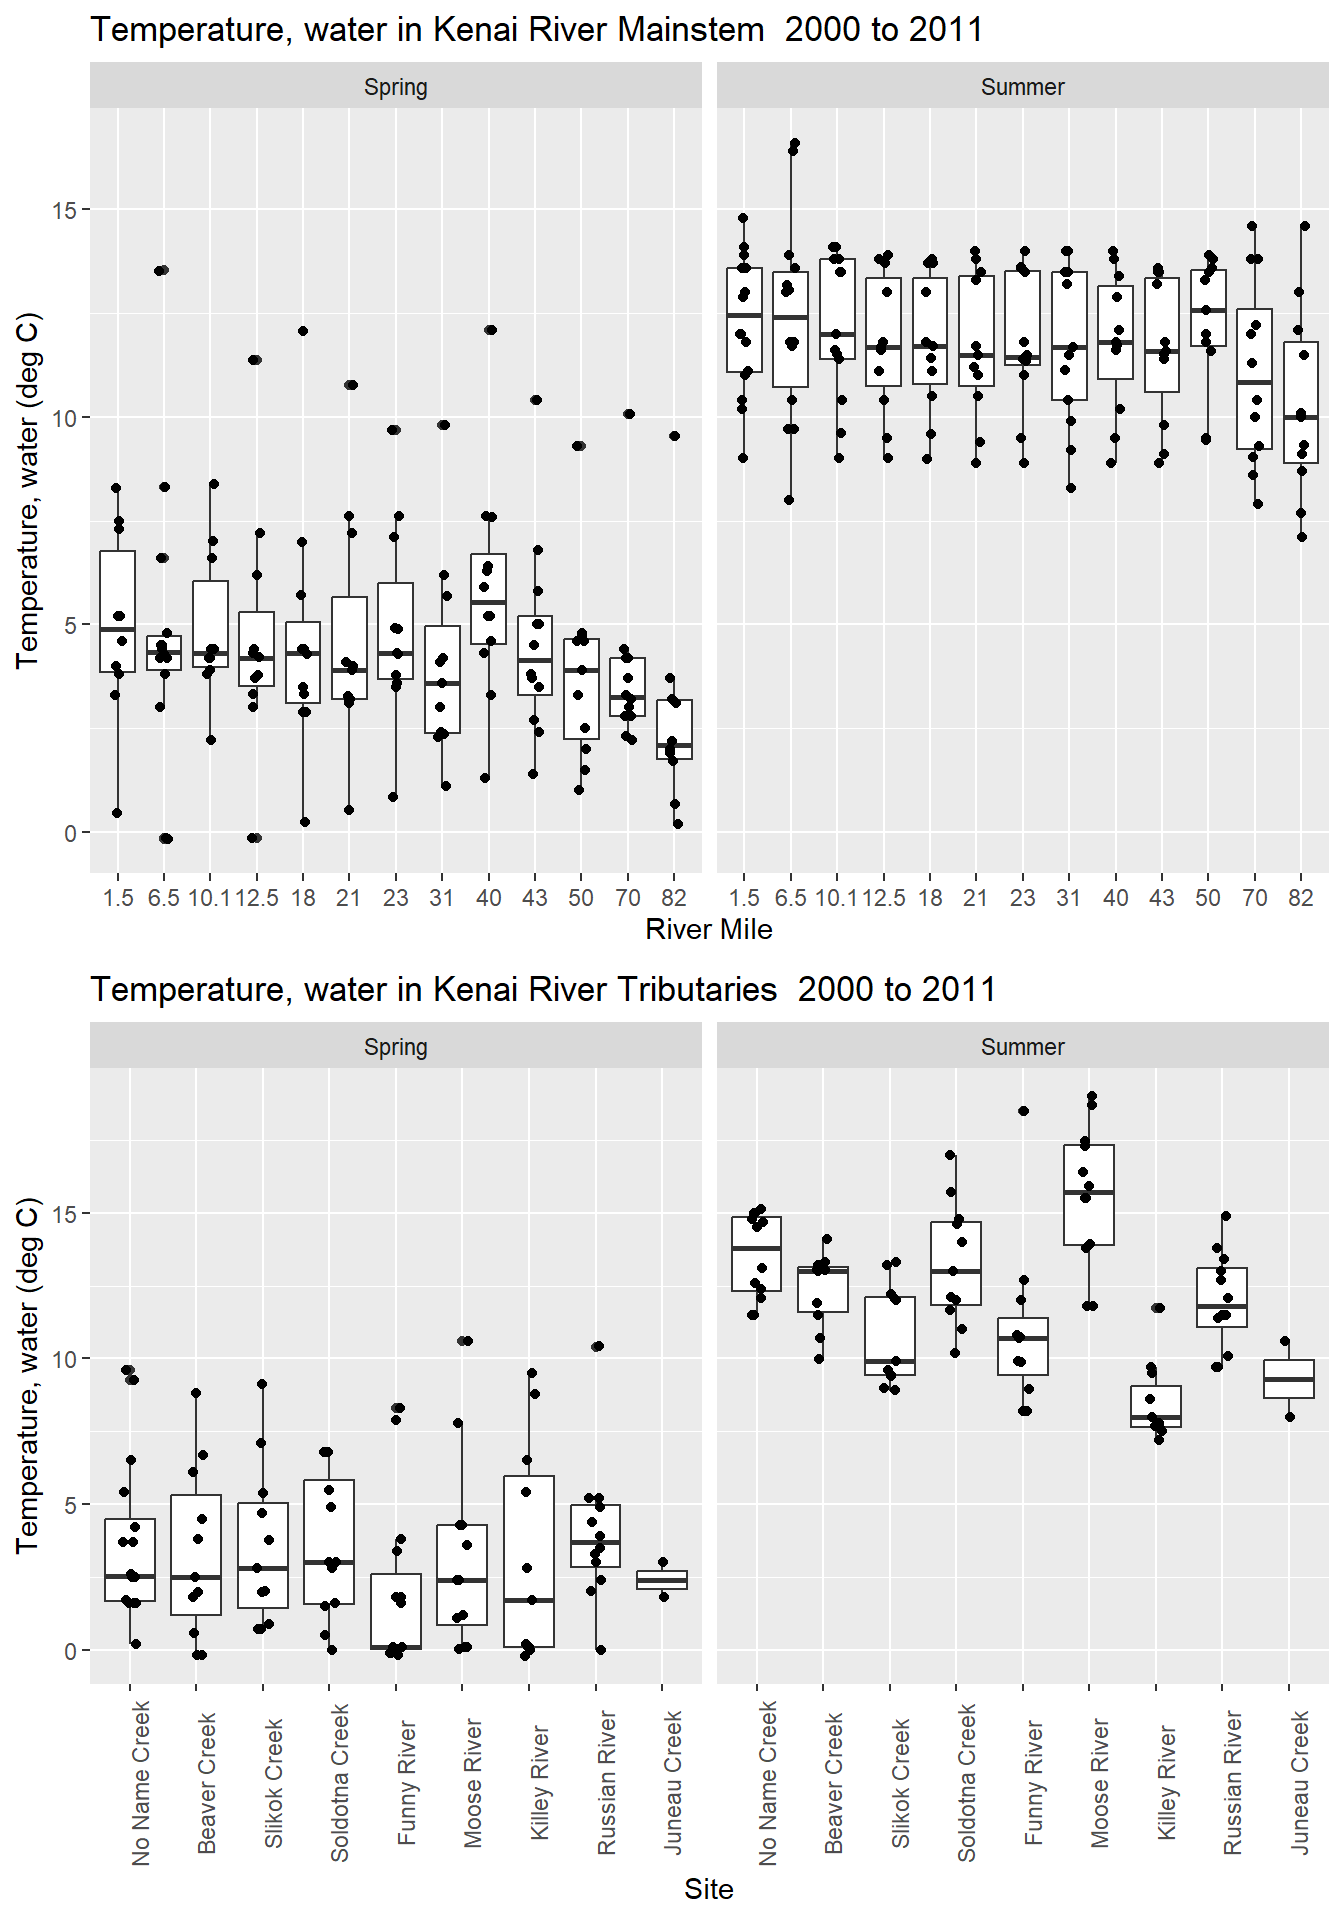 Temperature, water in Kenai River Mainstem  2000 to 2011
Spring
Summer
Temperature, water (deg C)
15
10
5
0
1.5 6.5 10.1 12.5 18 21 23 31 40 43 50 70 82
1.5 6.5 10.1 12.5 18 21 23 31 40 43 50 70 82
River Mile
Temperature, water in Kenai River Tributaries  2000 to 2011
Spring
Summer
Temperature, water (deg C)
15
10
5
0
No Name Creek
Beaver Creek
Slikok Creek
Soldotna Creek
Funny River
Moose River
Killey River
Russian River
Juneau Creek
No Name Creek
Beaver Creek
Slikok Creek
Soldotna Creek
Funny River
Moose River
Killey River
Russian River
Juneau Creek
Site